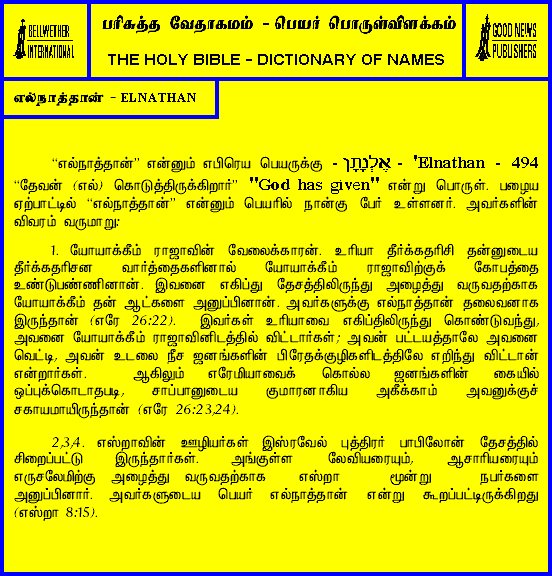 BELLWETHER
INTERNATIONAL
பரிசுத்த வேதாகமம் - பெயர் பொருள்விளக்கம்
THE HOLY BIBLE - DICTIONARY OF NAMES
GOOD NEWS
PUBLISHERS
எல்நாத்தான் - ELNATHAN
“எல்நாத்தான்” என்னும் எபிரெய பெயருக்கு - אֶלְנָתָן - 'Elnathan - 494
“தேவன் (எல்) கொடுத்திருக்கிறார்” "God has given" என்று பொருள். பழைய
ஏற்பாட்டில் “எல்நாத்தான்” என்னும் பெயரில் நான்கு பேர் உள்ளனர். அவர்களின்
விவரம் வருமாறு:
1. யோயாக்கீம் ராஜாவின் வேலைக்காரன். உரியா தீர்க்கதரிசி தன்னுடைய
தீர்க்கதரிசன வார்த்தைகளினால் யோயாக்கீம் ராஜாவிற்குக் கோபத்தை
உண்டுபண்ணினான். இவனை எகிப்து தேசத்திலிருந்து அழைத்து வருவதற்காக
யோயாக்கீம் தன் ஆட்களை அனுப்பினான். அவர்களுக்கு எல்நாத்தான் தலைவனாக
இருந்தான் (எரே 26:22). இவர்கள் உரியாவை எகிப்திலிருந்து கொண்டுவந்து,
அவனை யோயாக்கீம் ராஜாவினிடத்தில் விட்டார்கள்; அவன் பட்டயத்தாலே அவனை
வெட்டி, அவன் உடலை நீச ஜனங்களின் பிரேதக்குழிகளிடத்திலே எறிந்து விட்டான்
என்றார்கள். ஆகிலும் எரேமியாவைக் கொல்ல ஜனங்களின் கையில்
ஒப்புக்கொடாதபடி, சாப்பானுடைய குமாரனாகிய அகீக்காம் அவனுக்குச்
சகாயமாயிருந்தான் (எரே 26:23,24).
2,3,4. எஸ்றாவின் ஊழியர்கள் இஸ்ரவேல் புத்திரர் பாபிலோன் தேசத்தில்
சிறைப்பட்டு இருந்தார்கள். அங்குள்ள லேவியரையும், ஆசாரியரையும்
எருசலேமிற்கு அழைத்து வருவதற்காக எஸ்றா மூன்று நபர்களை
அனுப்பினார். அவர்களுடைய பெயர் எல்நாத்தான் என்று கூறப்பட்டிருக்கிறது
(எஸ்றா 8:15).